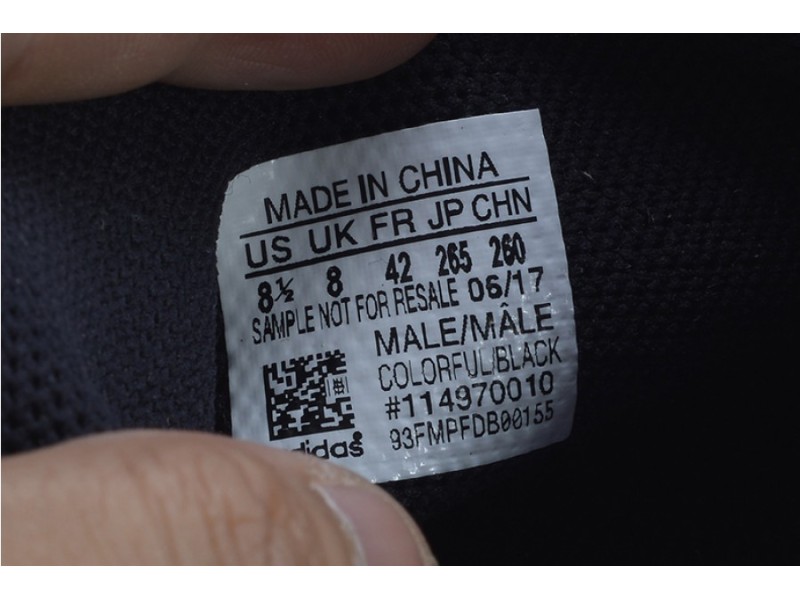 MADE IN CHINA
US UK FR JP CHN
8½ 8 42 265 260
SAMPLE NOT FOR RESALE 06/17
MALE/MÂLE
COLORFUL/BLACK
#114970010
93FMPFDB00155
adidas